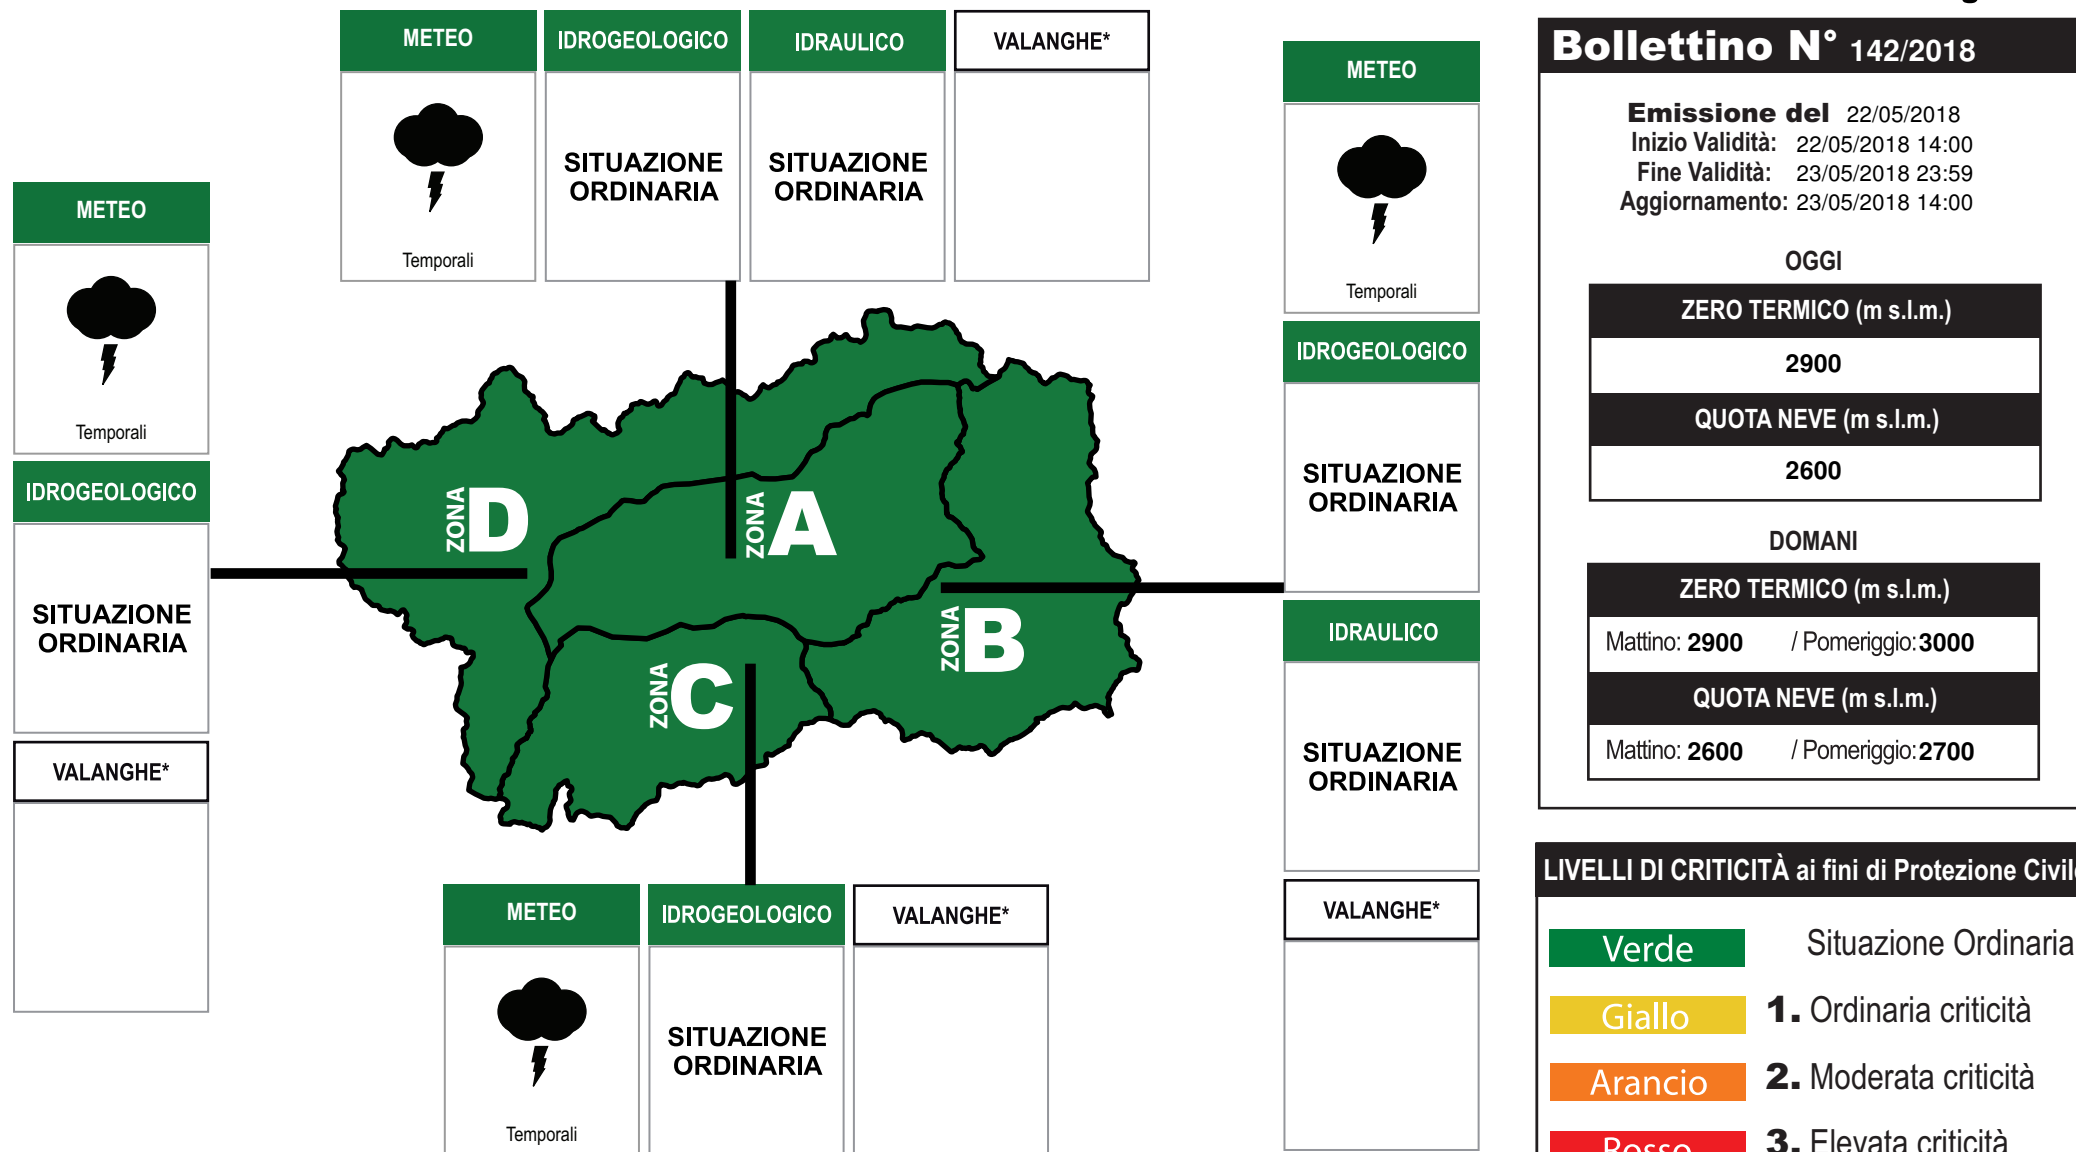 METEO
IDROGEOLOGICO
IDRAULICO
VALANGHE*
Temporali
SITUAZIONE
ORDINARIA
SITUAZIONE
ORDINARIA
METEO
Temporali
IDROGEOLOGICO
SITUAZIONE
ORDINARIA
VALANGHE*
METEO
Temporali
IDROGEOLOGICO
SITUAZIONE
ORDINARIA
IDRAULICO
SITUAZIONE
ORDINARIA
VALANGHE*
ZONA D
ZONA A
ZONA B
ZONA C
METEO
IDROGEOLOGICO
VALANGHE*
Temporali
SITUAZIONE
ORDINARIA
Bollettino N° 142/2018
Emissione del 22/05/2018
Inizio Validità: 22/05/2018 14:00
Fine Validità: 23/05/2018 23:59
Aggiornamento: 23/05/2018 14:00
OGGI
ZERO TERMICO (m s.l.m.)
2900
QUOTA NEVE (m s.l.m.)
2600
DOMANI
ZERO TERMICO (m s.l.m.)
Mattino: 2900 / Pomeriggio: 3000
QUOTA NEVE (m s.l.m.)
Mattino: 2600 / Pomeriggio: 2700
LIVELLI DI CRITICITÀ ai fini di Protezione Civile
Verde Situazione Ordinaria
Giallo 1. Ordinaria criticità
Arancio 2. Moderata criticità
Rosso 3. Elevata criticità